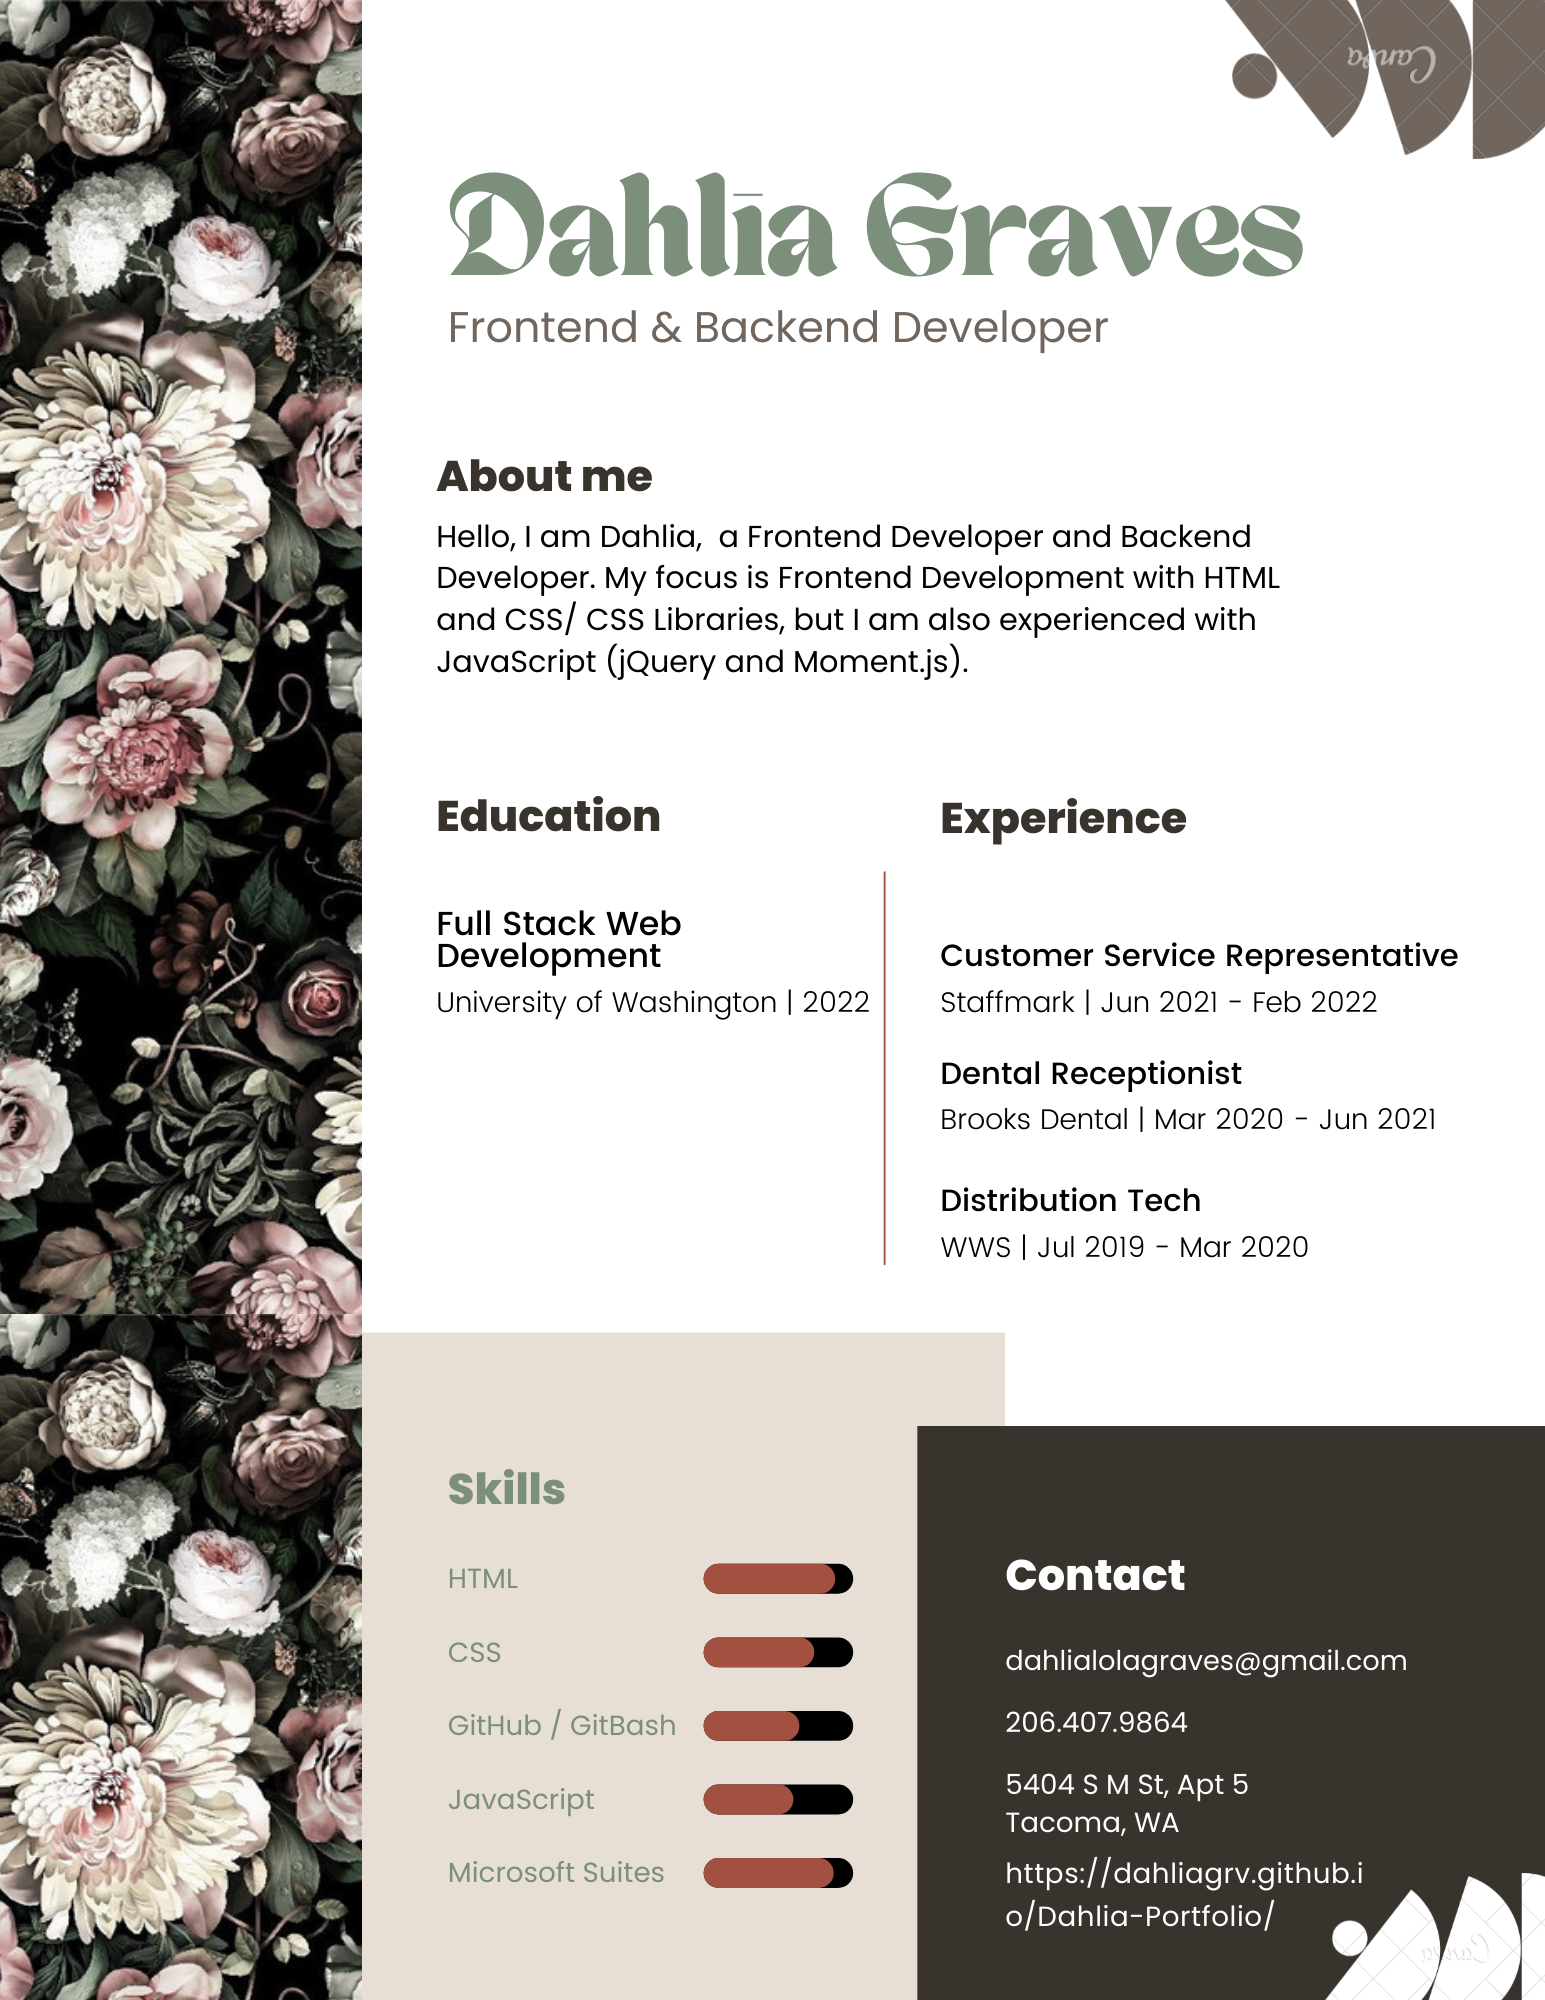 Canva
Dahlia Graves
Frontend & Backend Developer
About me
Hello, I am Dahlia,  a Frontend Developer and Backend
Developer. My focus is Frontend Development with HTML
and CSS/ CSS Libraries, but I am also experienced with
JavaScript (jQuery and Moment.js).
Education
Full Stack Web
Development
University of Washington | 2022
Experience
Customer Service Representative
Staffmark | Jun 2021 - Feb 2022
Dental Receptionist
Brooks Dental | Mar 2020 - Jun 2021
Distribution Tech
WWS | Jul 2019 - Mar 2020
Skills
HTML
CSS
GitHub / GitBash
JavaScript
Microsoft Suites
Contact
dahlialolagraves@gmail.com
206.407.9864
5404 S M St, Apt 5
Tacoma, WA
https://dahliagrv.github.i
o/Dahlia-Portfolio/
Canva